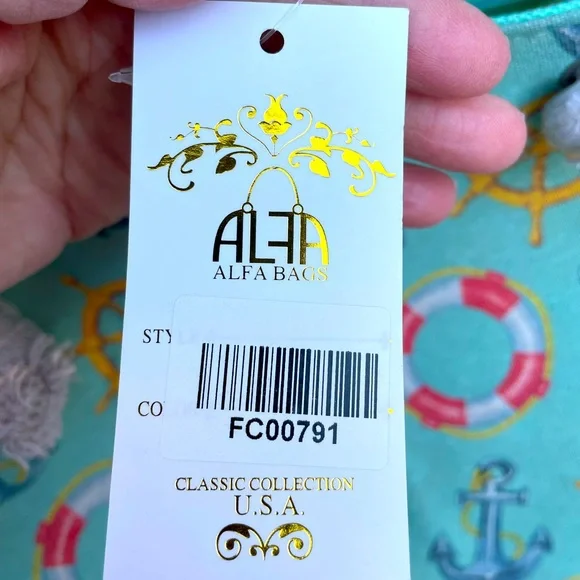 ALFA
ALFA BAGS
STY
CO
FC00791
CLASSIC COLLECTION
U.S.A.